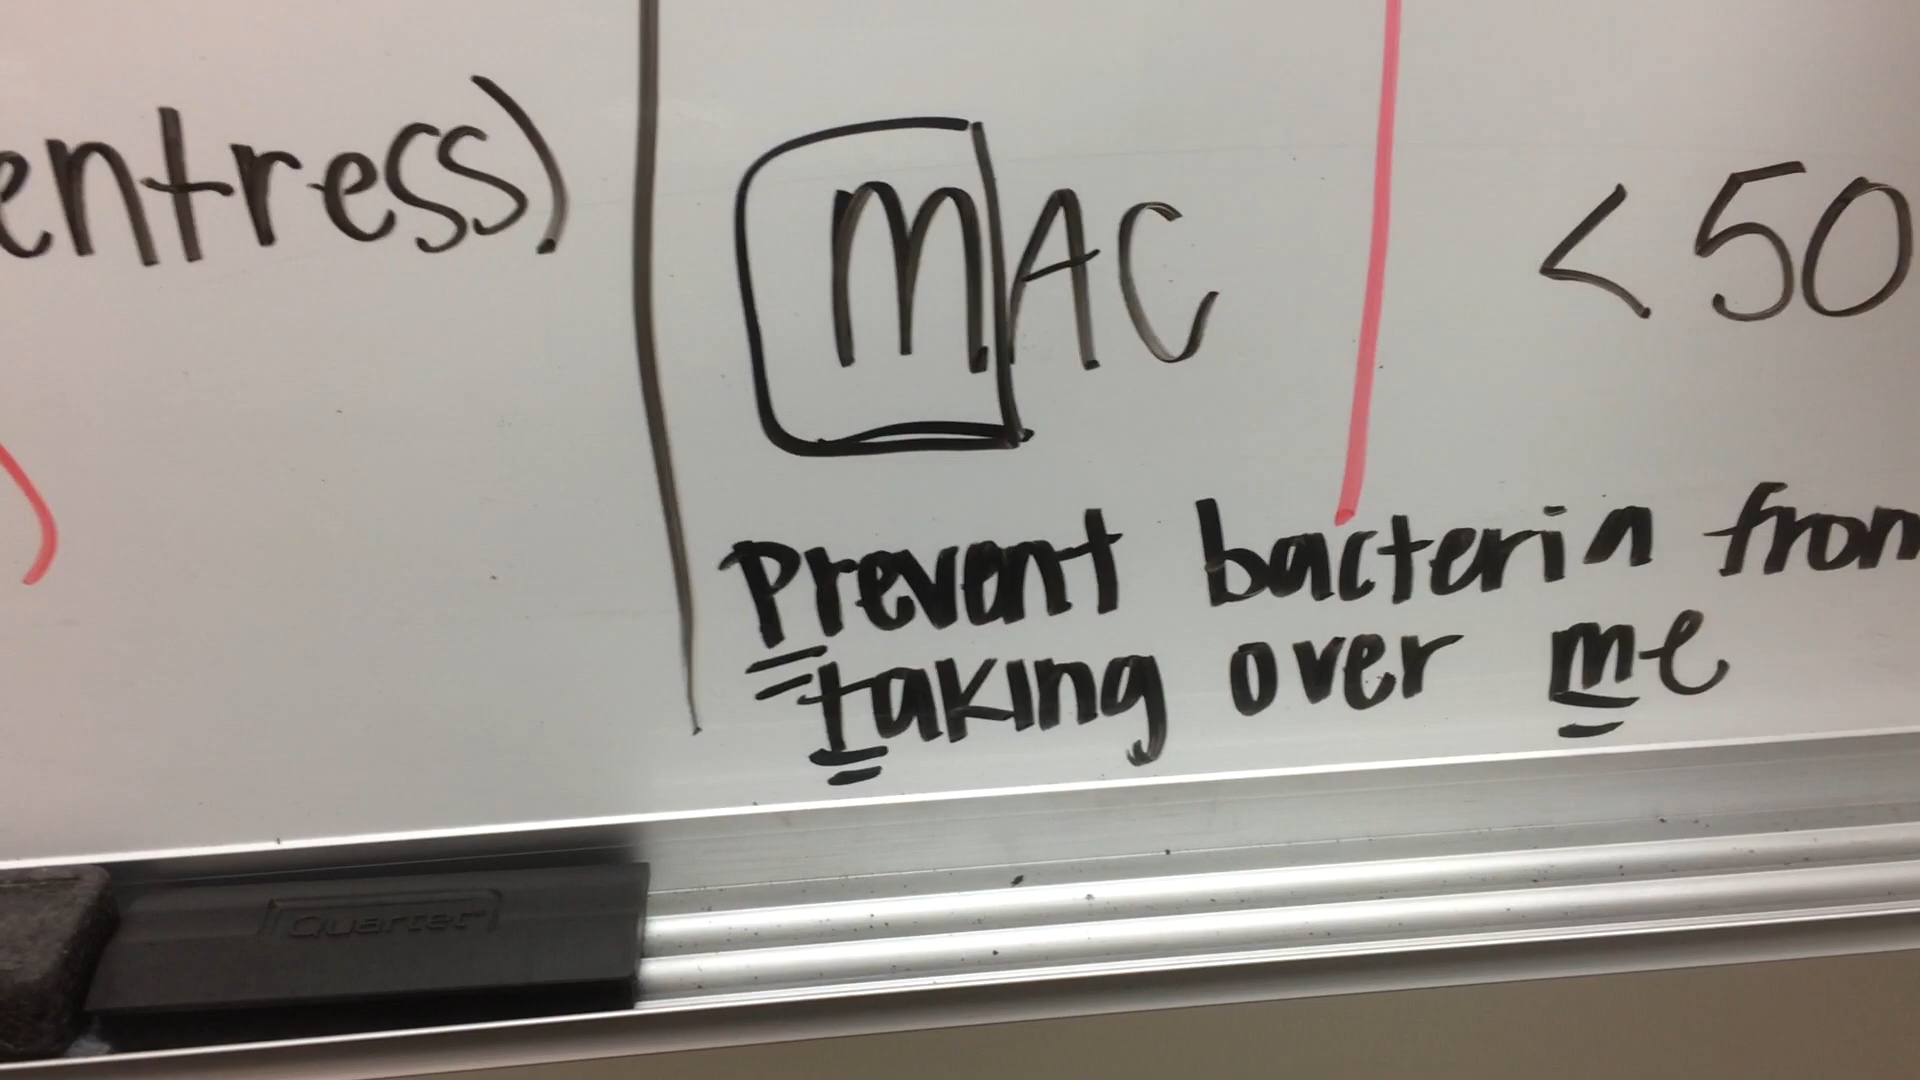 entress)
MAC
<50
Prevent bacteria from
taking over me
Quartet